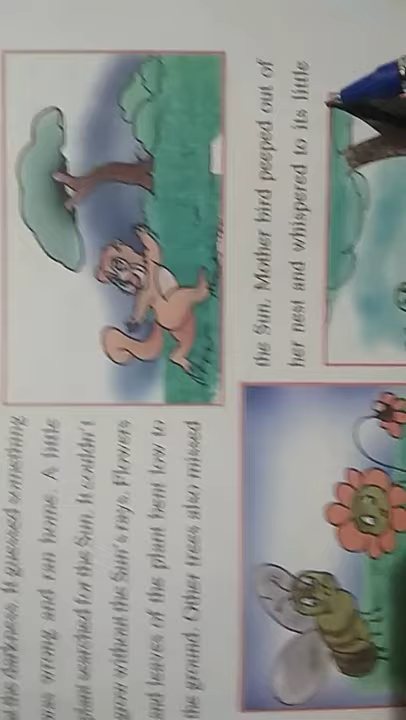 the darkness. It guessed something
was wrong and ran home. A little
plant searched for the Sun. It couldn't
grow without the Sun's rays. Flowers
and leaves of the plant bent low to
the ground. Other trees also missed
the Sun. Mother bird peeped out of
her nest and whispered to its little